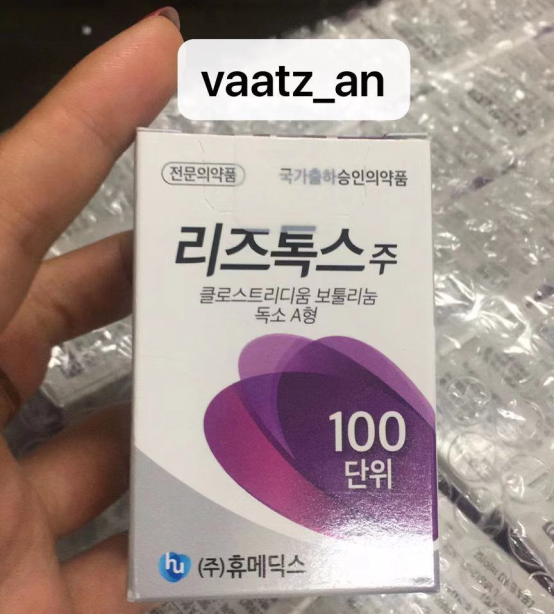 vaatz_an
전문의약품 국가출하승인의약품
리즈톡스주
클로스트리디움 보툴리눔
독소 A형
100
단위
hu (주)휴메딕스